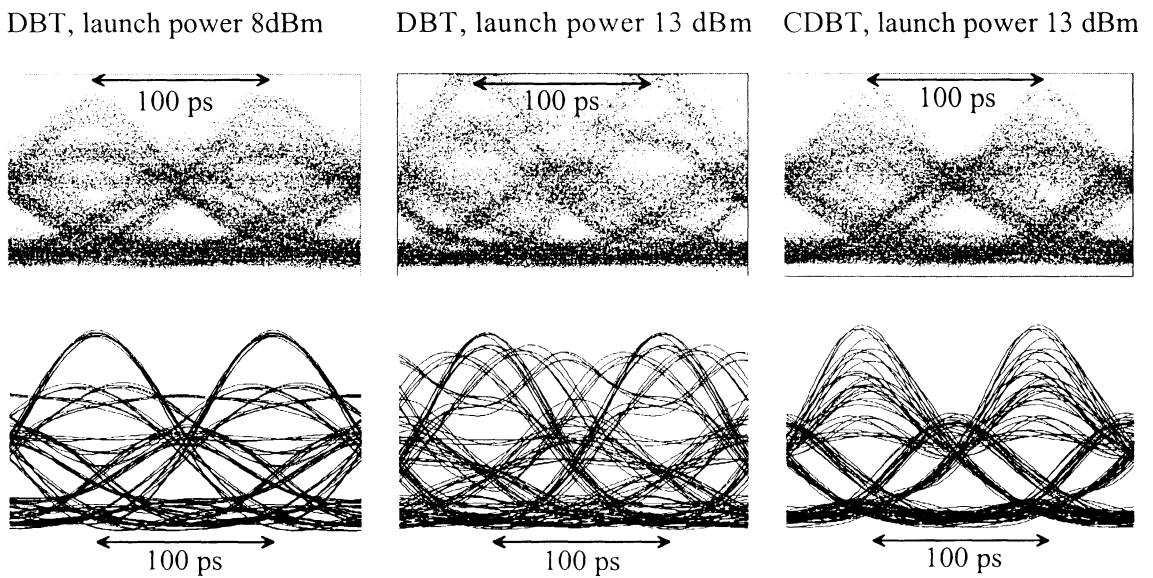 DBT, launch power 8dBm
DBT, launch power 13 dBm
CDBT, launch power 13 dBm
100 ps
100 ps
100 ps
100 ps
100 ps
100 ps